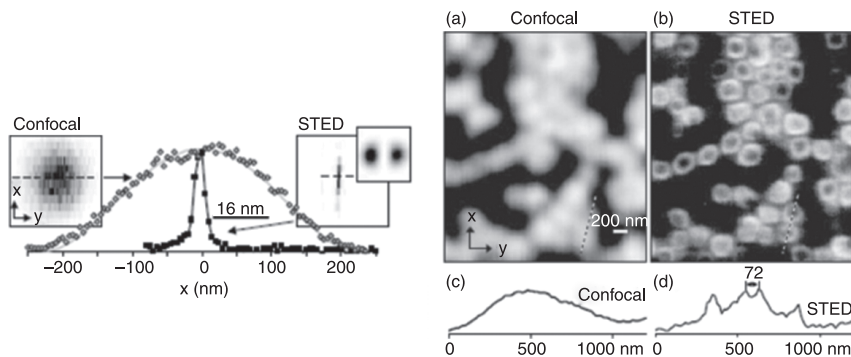 Confocal
x
y
STED
16 nm
−200
−100
0
100
200
x (nm)
(a) Confocal
x
y
200 nm
(b) STED
(c)
Confocal
0
500
1000 nm
(d)
72
STED
0
500
1000 nm